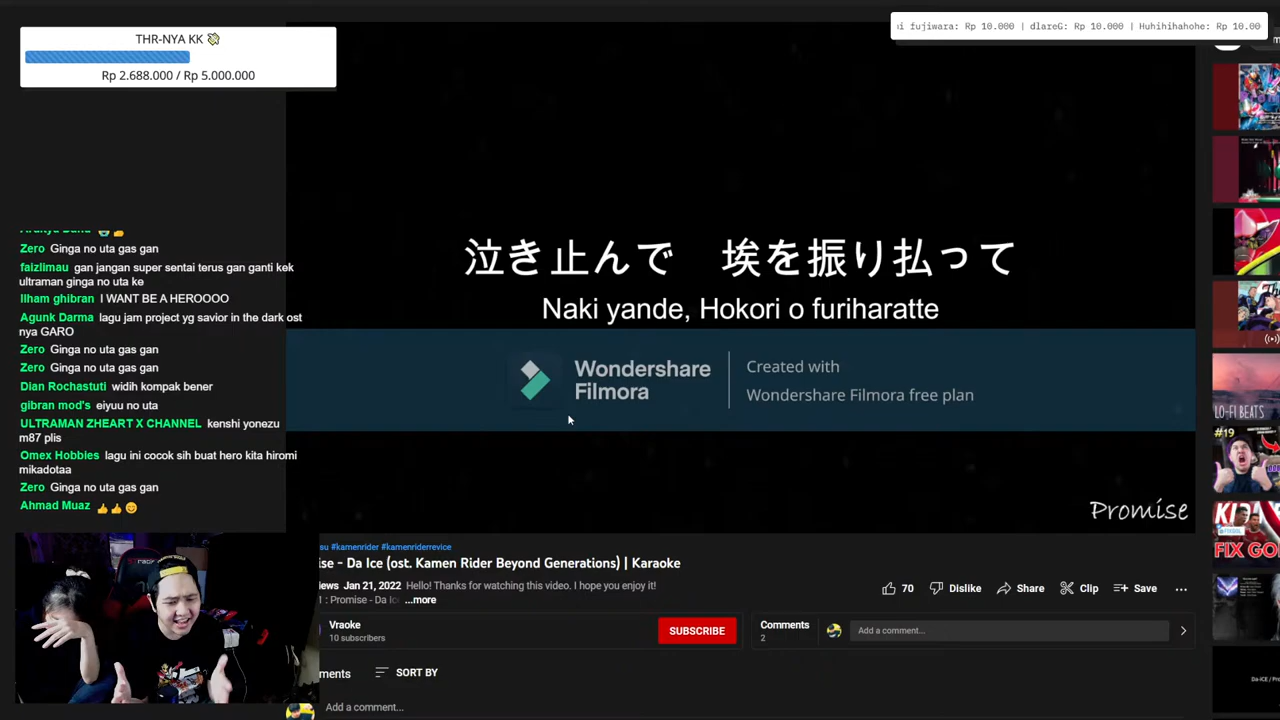 THR-NYA KK 💸
Rp 2.688.000 / Rp 5.000.000
fujiwara: Rp 10.000 | dlareG: Rp 10.000 | Huhihihahohe: Rp 10.00
Zero Ginga no uta gas gan
faizlimau gan jangan super sentai terus gan ganti kek
ultraman ginga no uta ke
Ilham ghibran I WANT BE A HEROOOO
Agunk Darma lagu jam project yg savior in the dark ost
nya GARO
Zero Ginga no uta gas gan
Zero Ginga no uta gas gan
Dian Rochastuti widih kompak bener
gibran mod's eiyuu no uta
ULTRAMAN ZHEART X CHANNEL kenshi yonezu
m87 plis
Omex Hobbies lagu ini cocok sih buat hero kita hiromi
mikadotaa
Zero Ginga no uta gas gan
Ahmad Muaz 👍👍😊
泣き止んで 埃を振り払って
Naki yande, Hokori o furiharatte
Wondershare
Filmora
Created with
Wondershare Filmora free plan
Promise
su #kamenrider #kamenriderrevice
ise - Da Ice (ost. Kamen Rider Beyond Generations) | Karaoke
iews Jan 21, 2022 Hello! Thanks for watching this video. I hope you enjoy it!
1 : Promise - Da Ice ...more
70
Dislike
Share
Clip
Save
Vraoke
10 subscribers
SUBSCRIBE
Comments
2
Add a comment...
mments
SORT BY
Add a comment...
LO-FI BEATS
#19
FIX GO
Da-iCE / Pro